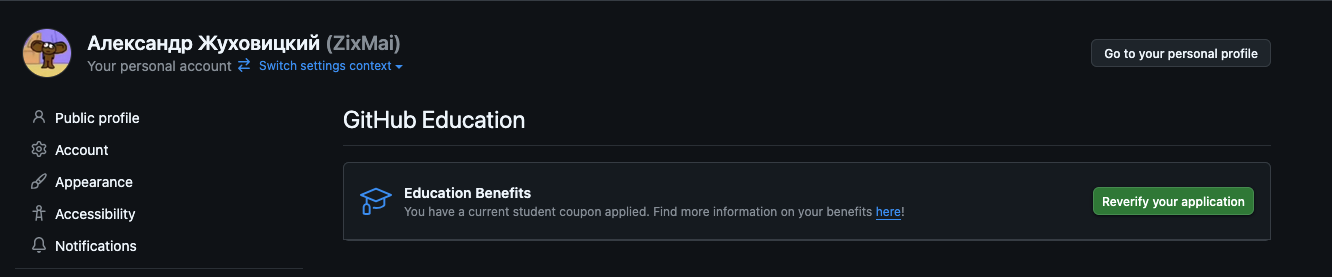 Александр Жуховицкий (ZixMai)
Your personal account Switch settings context
Go to your personal profile
Public profile
Account
Appearance
Accessibility
Notifications
GitHub Education
Education Benefits
You have a current student coupon applied. Find more information on your benefits here!
Reverify your application